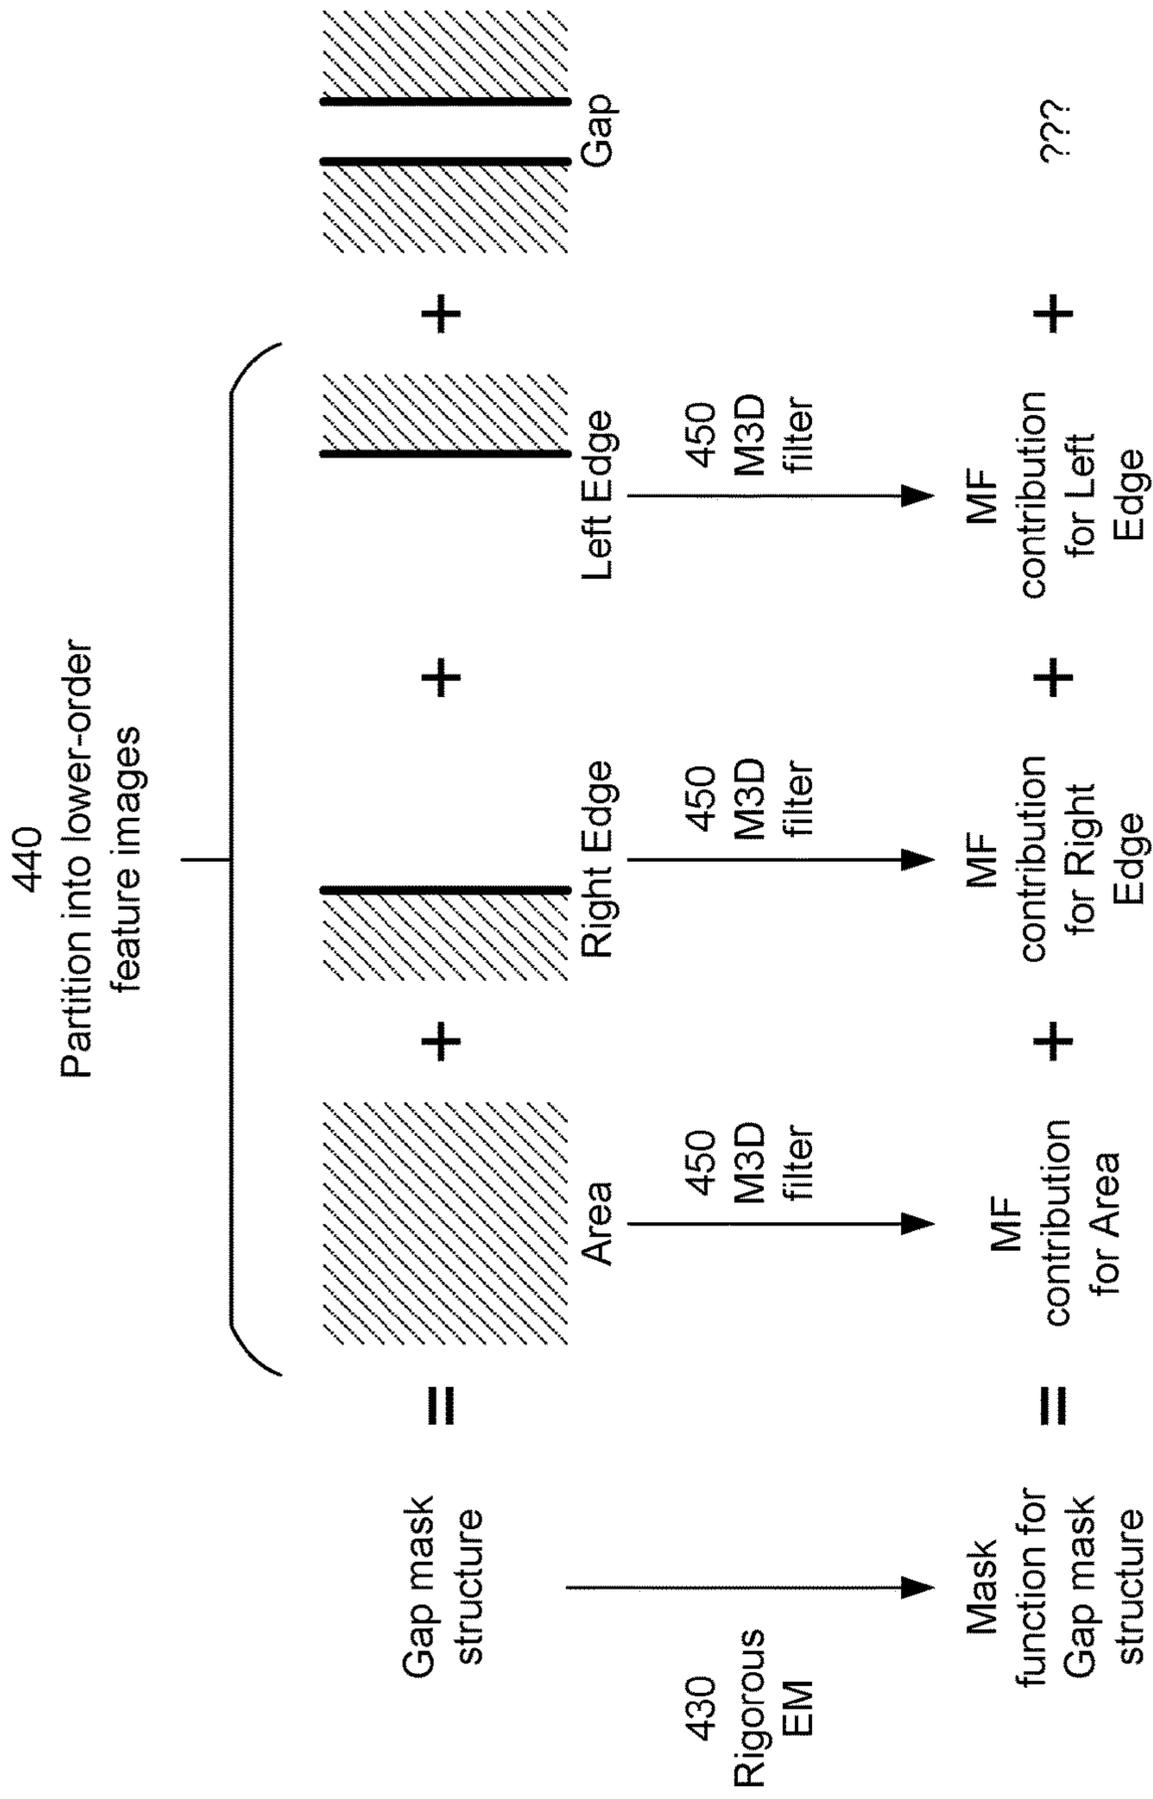 440
Partition into lower-order
feature images
Gap mask
structure
=
+
+
+
Area
Right Edge
Left Edge
Gap
430
Rigorous
EM
450
M3D
filter
450
M3D
filter
450
M3D
filter
Mask
function for
Gap mask
structure
=
MF
contribution
for Area
+
MF
contribution
for Right
Edge
+
MF
contribution
for Left
Edge
+
???